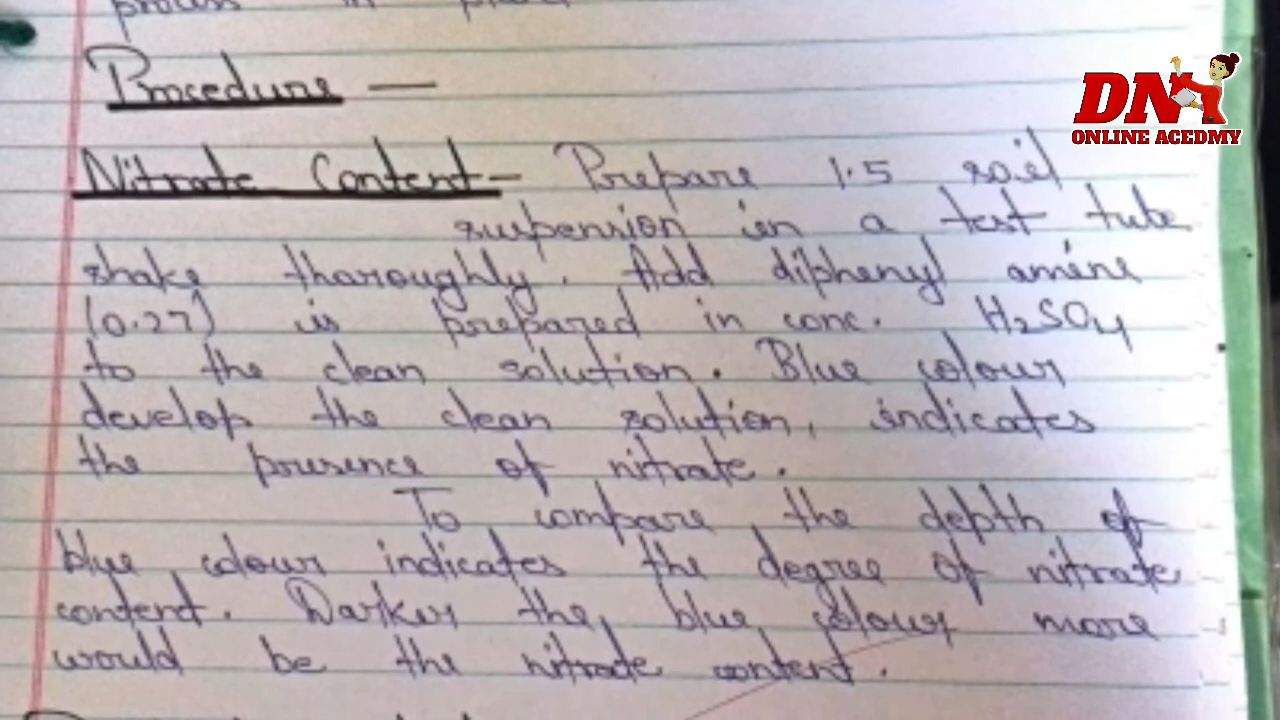 process in
Procedure —
Nitrate Content - Prepare 1.5 soil
suspension in a test tube
shake thoroughly. Add diphenyl amine
(0.27) is prepared in conc. H₂SO₄
to the clean solution. Blue colour
develop the clean solution, indicates
the presence of nitrate.
To compare the depth of
blue colour indicates the degree of nitrate
content. Darker the blue colour more
would be the nitrate content.
DN
ONLINE ACEDMY